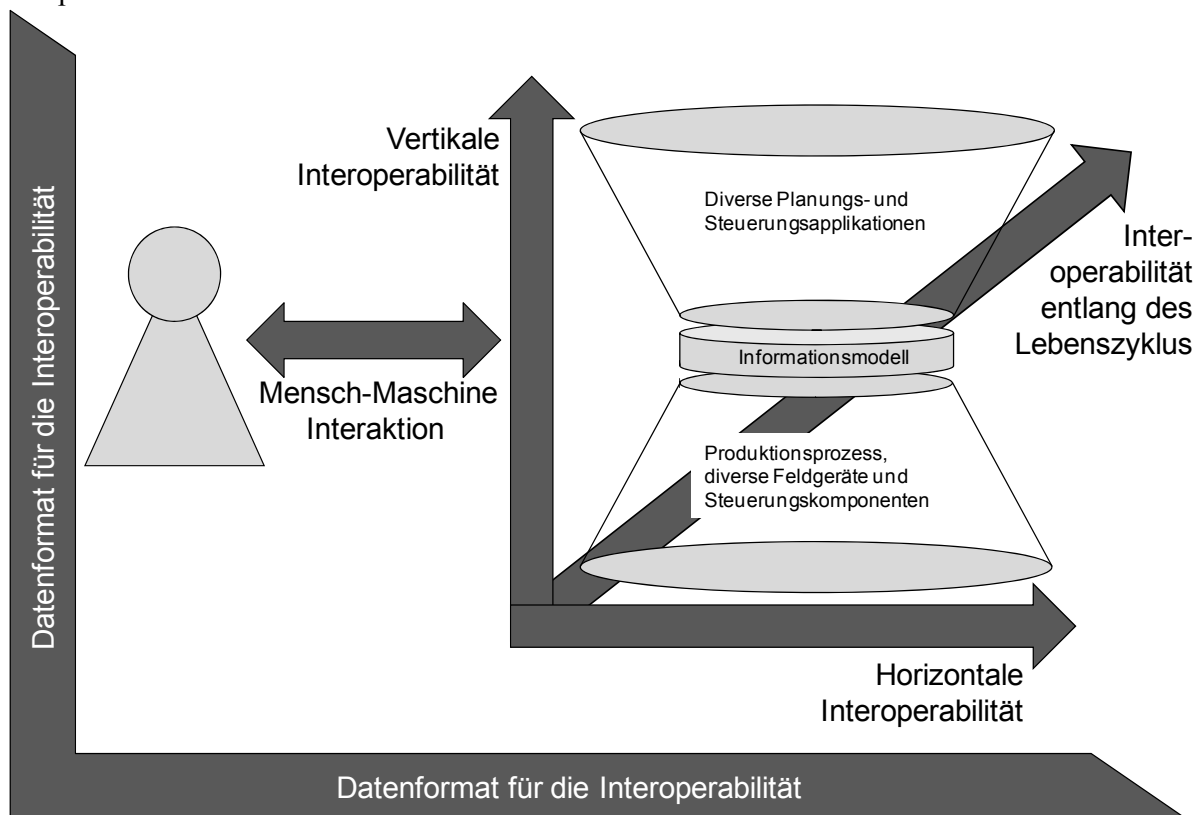 Vertikale
Interoperabilität
Diverse Planungs- und
Steuerungsapplikationen
Inter-
operabilität
entlang des
Lebenszyklus
Informationsmodell
Mensch-Maschine
Interaktion
Produktionsprozess,
diverse Feldgeräte und
Steuerungskomponenten
Horizontale
Interoperabilität
Datenformat für die Interoperabilität
Datenformat für die Interoperabilität